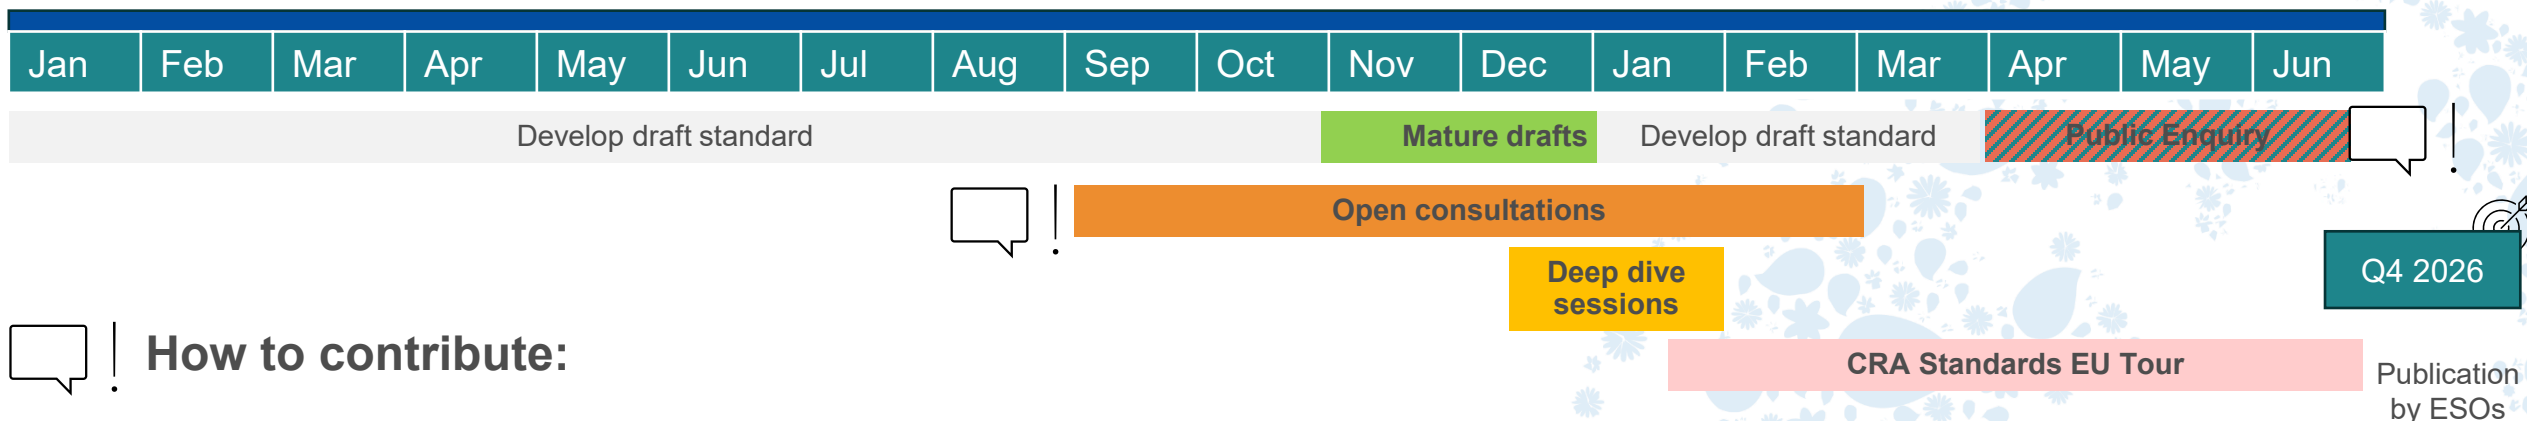 Jan Feb Mar Apr May Jun Jul Aug Sep Oct Nov Dec Jan Feb Mar Apr May Jun
Develop draft standard Mature drafts Develop draft standard Public Enquiry
Open consultations
Deep dive
sessions
Q4 2026
How to contribute:
CRA Standards EU Tour
Publication
by ESOs